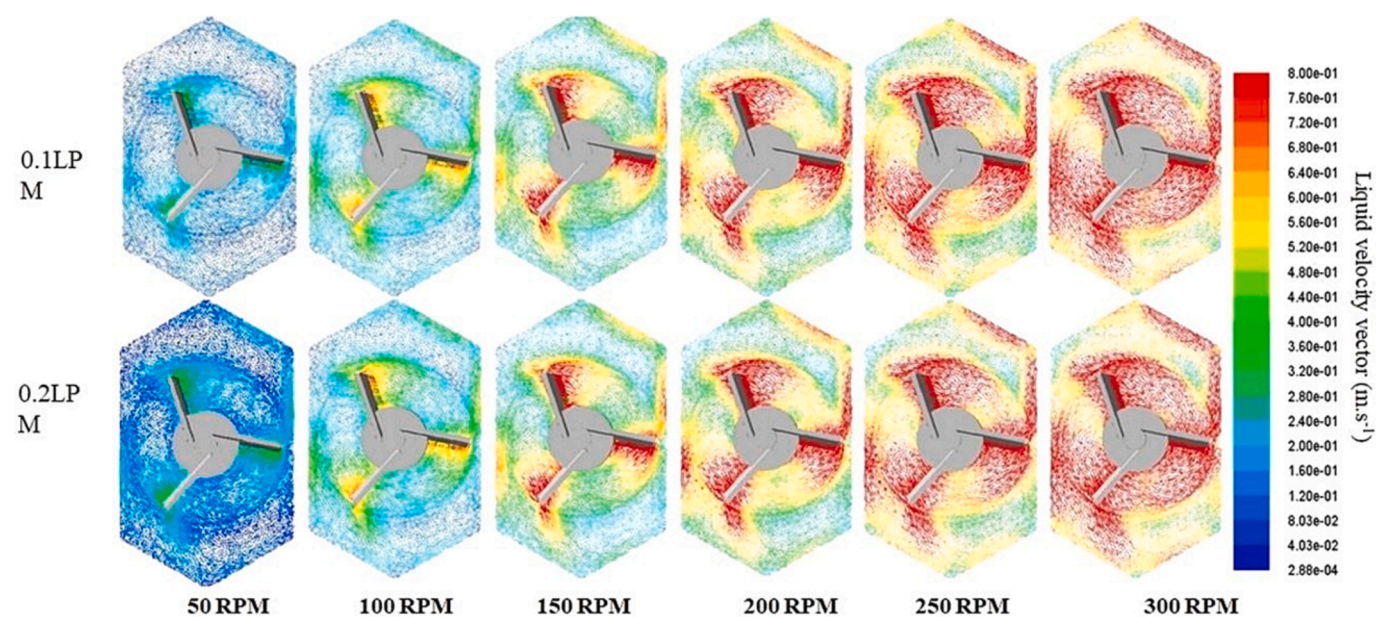 0.1LP
M
0.2LP
M
50 RPM
100 RPM
150 RPM
200 RPM
250 RPM
300 RPM
8.00e-01
7.60e-01
7.20e-01
6.80e-01
6.40e-01
6.00e-01
5.60e-01
5.20e-01
4.80e-01
4.40e-01
4.00e-01
3.60e-01
3.20e-01
2.80e-01
2.40e-01
2.00e-01
1.60e-01
1.20e-01
8.03e-02
4.03e-02
2.88e-04
Liquid velocity vector (m.s⁻¹)